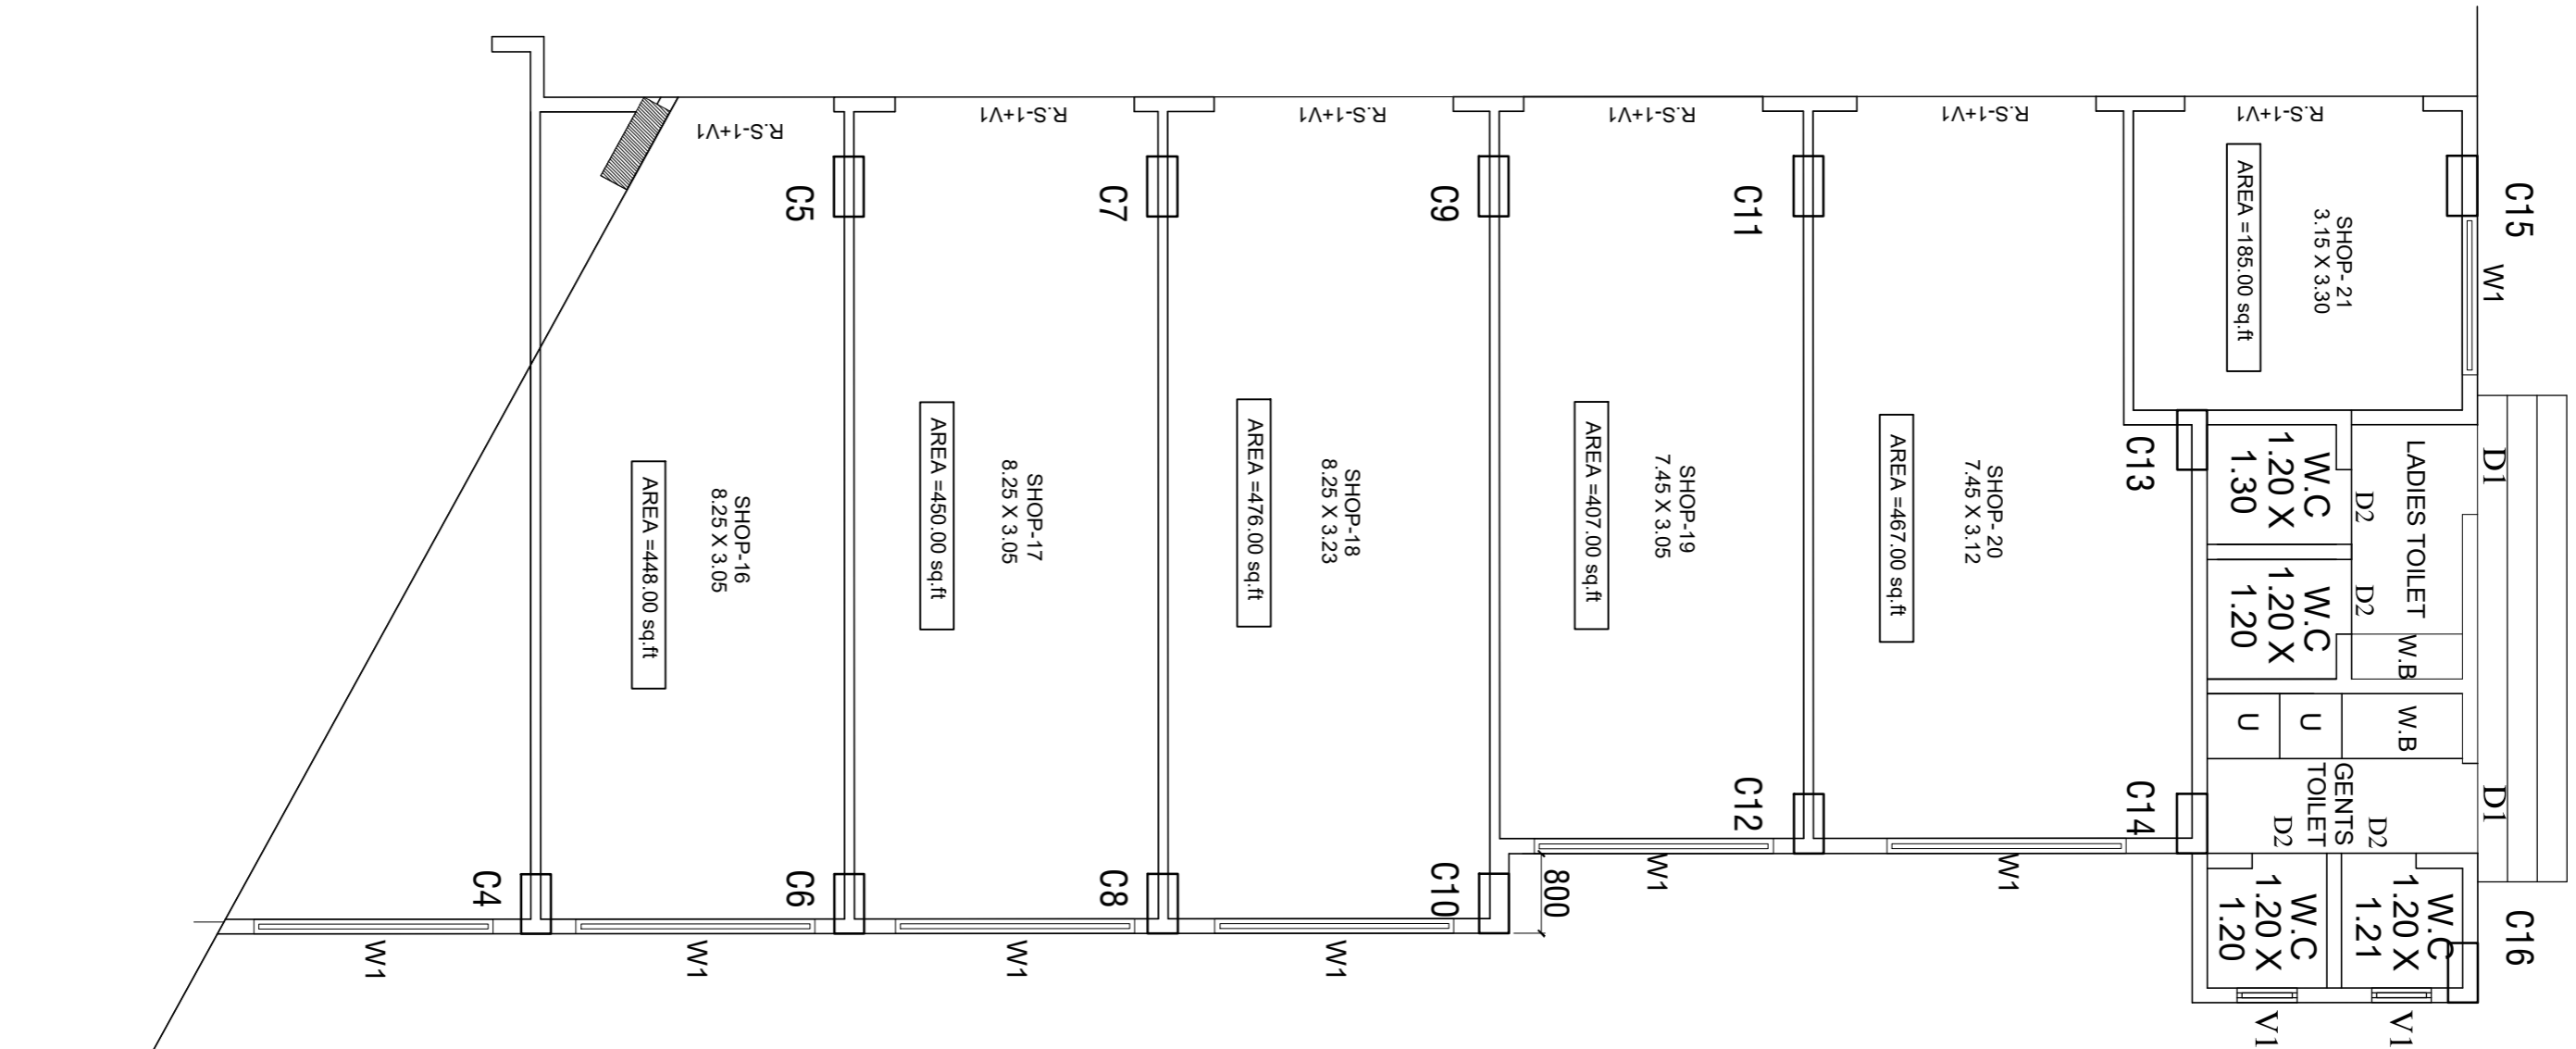 R.S-1+V1
R.S-1+V1
R.S-1+V1
R.S-1+V1
R.S-1+V1
R.S-1+V1
C5
C7
C9
C11
C15
W1
SHOP-16
8.25 X 3.05
AREA =448.00 sq.ft
SHOP-17
8.25 X 3.05
AREA =450.00 sq.ft
SHOP-18
8.25 X 3.23
AREA =476.00 sq.ft
SHOP-19
7.45 X 3.05
AREA =407.00 sq.ft
SHOP-20
7.45 X 3.12
AREA =467.00 sq.ft
SHOP- 21
3.15 X 3.30
AREA =185.00 sq.ft
C13
W.C
1.20 X
1.30
D2
LADIES TOILET
D1
W.C
1.20 X
1.20
D2
W.B
U
U
W.B
GENTS
TOILET
D2
D2
D1
C14
C12
W.C
1.20 X
1.20
W.C
1.20 X
1.21
C16
C4
C6
C8
C10
800
W1
W1
W1
W1
W1
W1
V1
V1